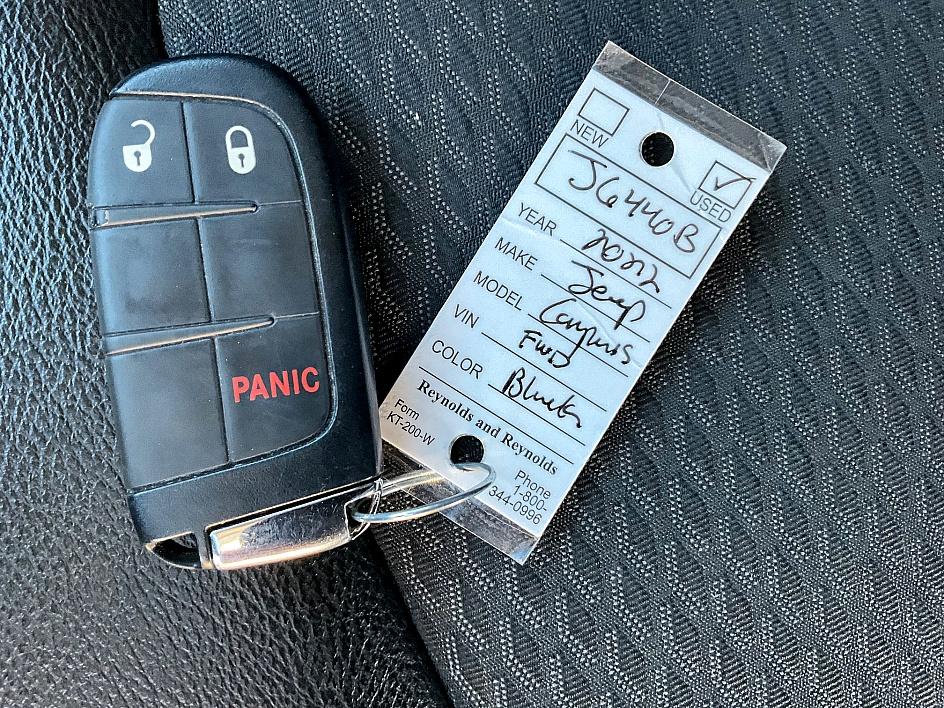 PANIC
NEW
USED
J6440B
YEAR 2022
MAKE Jeep
MODEL Compass
VIN FWD
COLOR Black
Reynolds and Reynolds
Form
KT-200-W
Phone
1-800-
344-0996